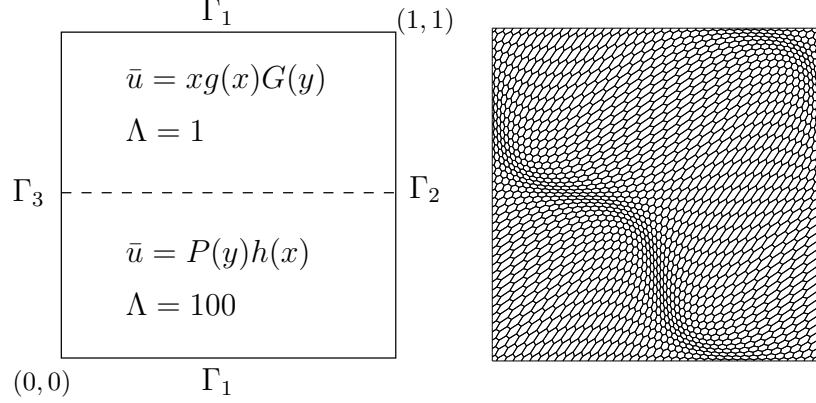 Γ₁
(1, 1)
ū = xg(x)G(y)
Λ = 1
Γ₃
Γ₂
ū = P(y)h(x)
Λ = 100
(0, 0)
Γ₁